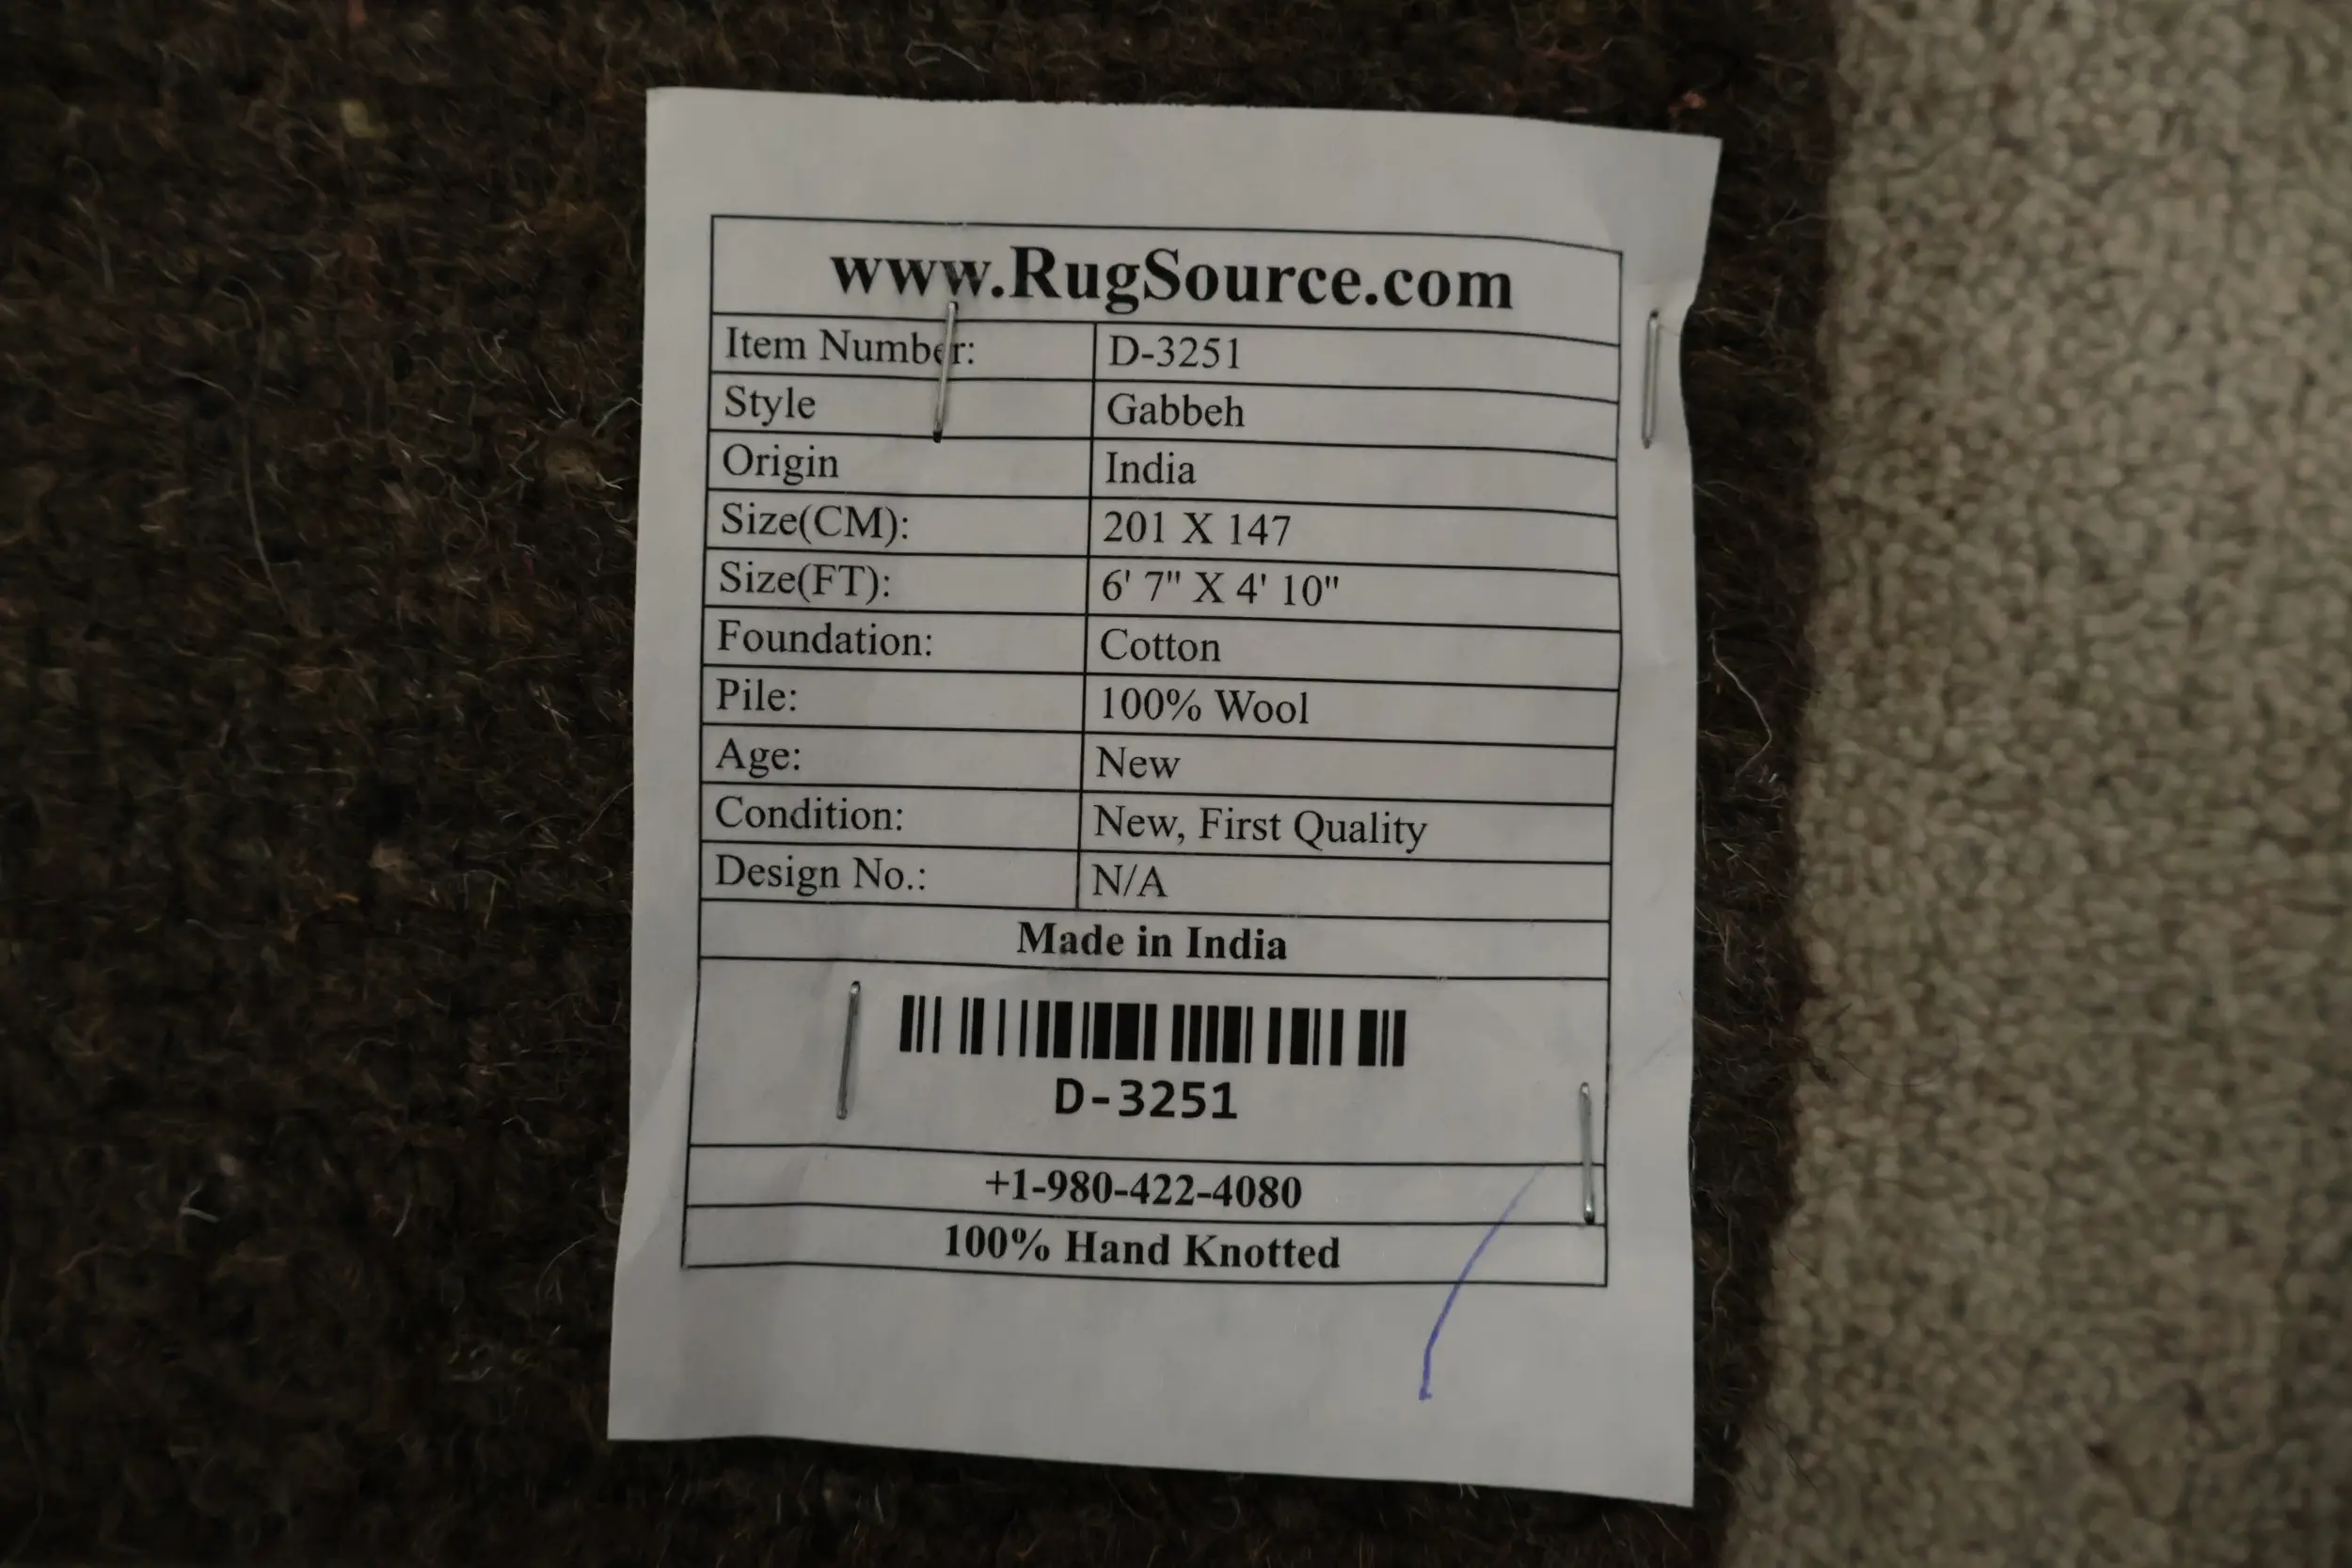 www.RugSource.com
Item Number: D-3251
Style Gabbeh
Origin India
Size(CM): 201 X 147
Size(FT): 6' 7" X 4' 10"
Foundation: Cotton
Pile: 100% Wool
Age: New
Condition: New, First Quality
Design No.: N/A
Made in India
D-3251
+1-980-422-4080
100% Hand Knotted